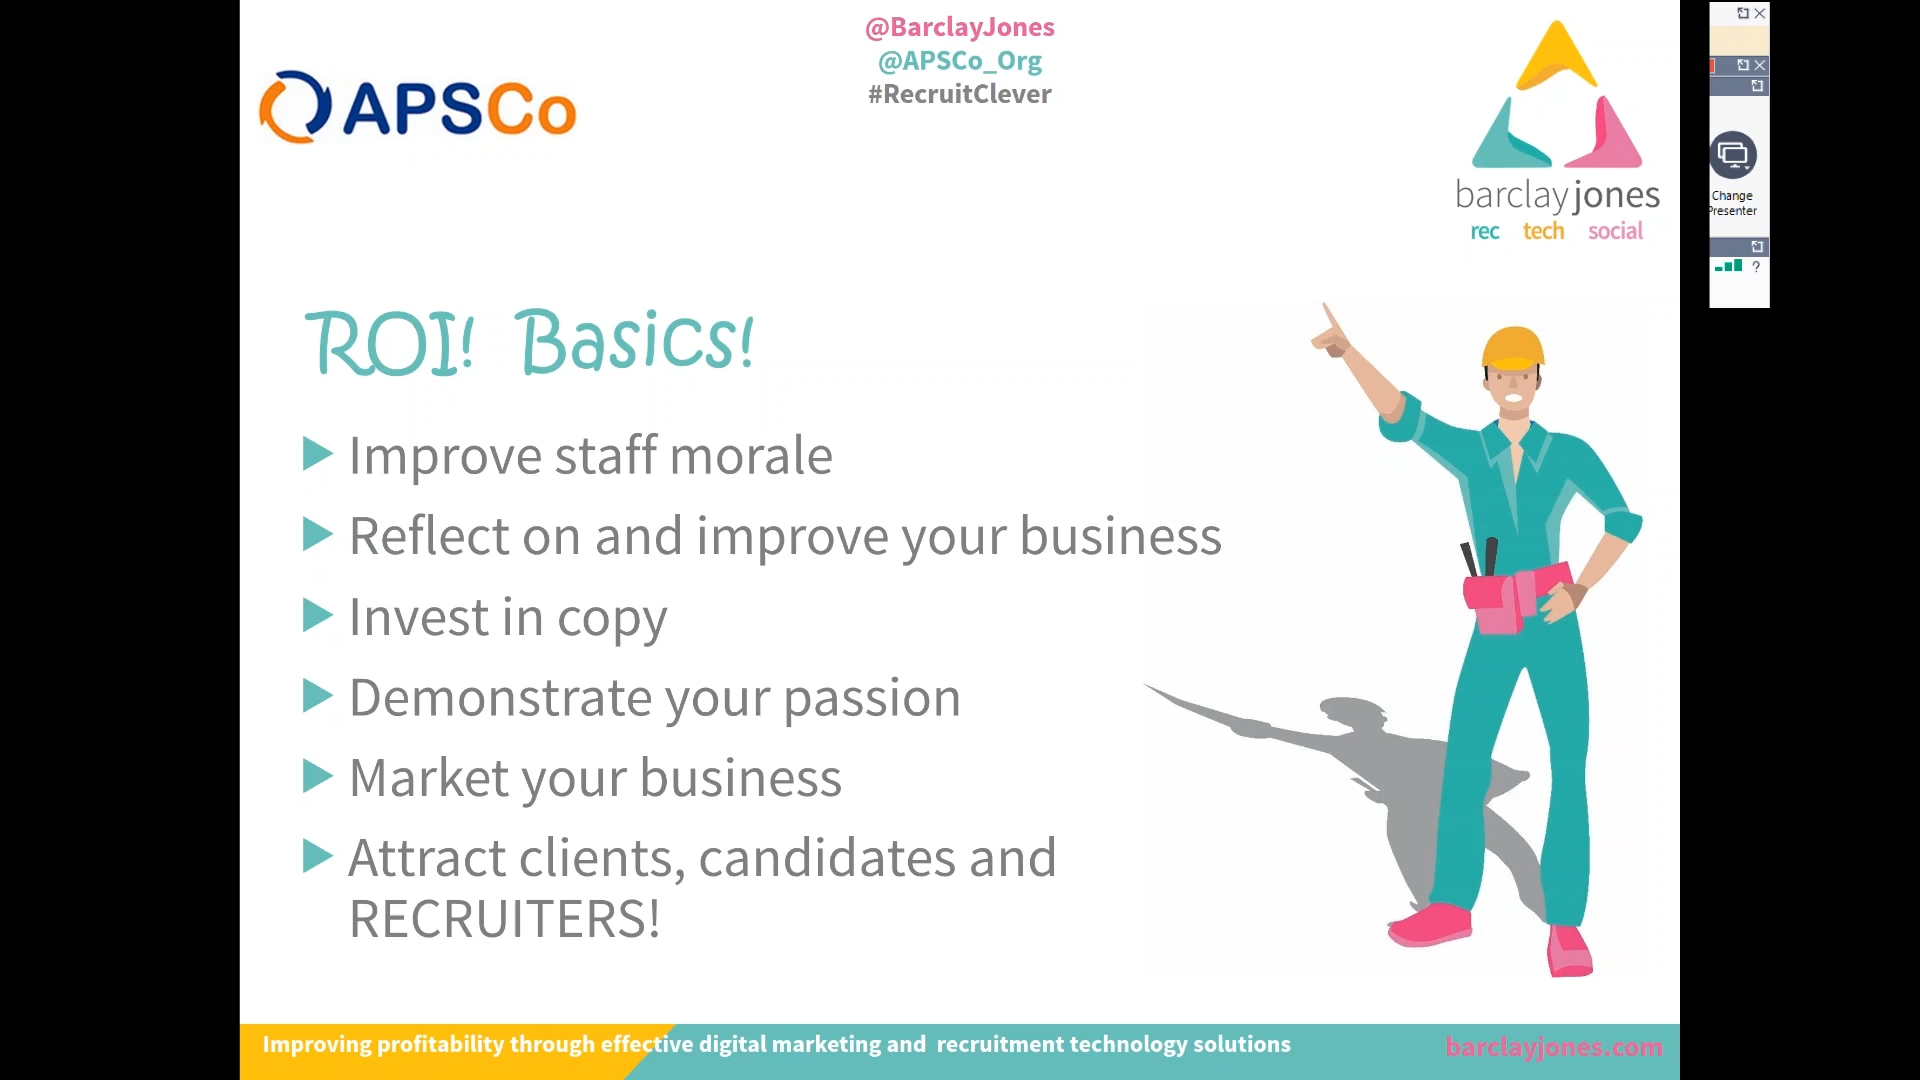 @BarclayJones
@APSCo_Org
#RecruitClever
APSCo
barclayjones
rec tech social
Change
Presenter
?
ROI! Basics!
Improve staff morale
Reflect on and improve your business
Invest in copy
Demonstrate your passion
Market your business
Attract clients, candidates and
RECRUITERS!
Improving profitability through effective digital marketing and recruitment technology solutions
barclayjones.com